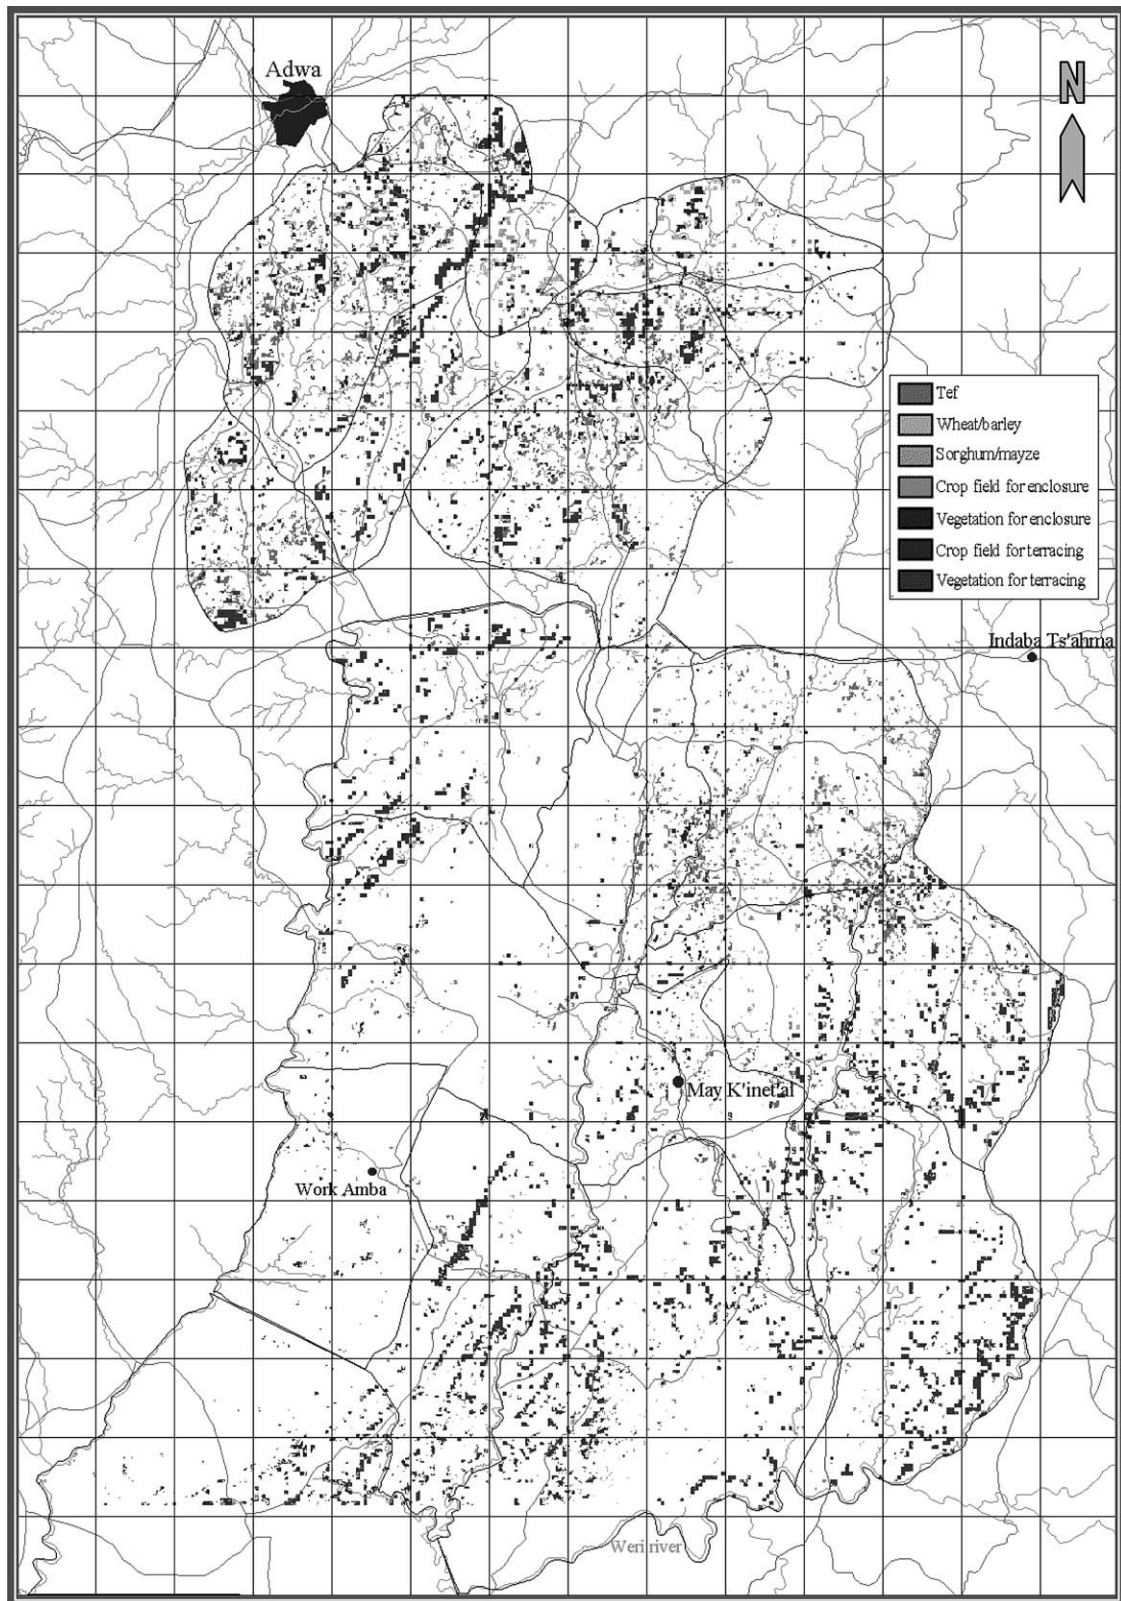 Adwa
N
Tef
Wheat/barley
Sorghum/mayze
Crop field for enclosure
Vegetation for enclosure
Crop field for terracing
Vegetation for terracing
Indaba Ts'ahma
May K'inet'al
Work Amba
Weri river